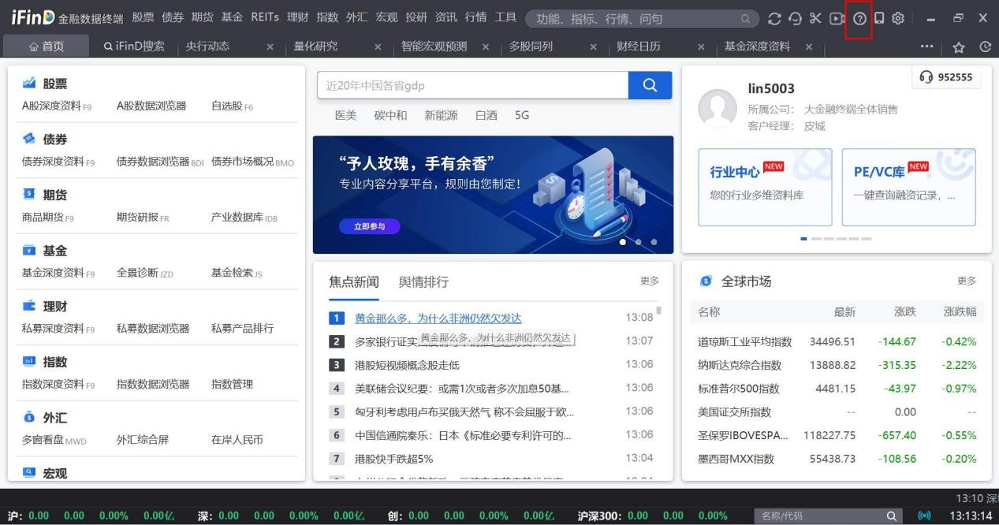 iFinD 金融数据终端 股票 债券 期货 基金 REITs 理财 指数 外汇 宏观 投研 资讯 行情 工具 功能、指标、行情、问句
首页 iFinD搜索 央行动态 × 量化研究 × 智能宏观预测 × 多股同列 × 财经日历 × 基金深度资料 × ···
股票
A股深度资料F9 A股数据浏览器 自选股F6
债券
债券深度资料F9 债券数据浏览器 债券市场概况BMO
期货
商品期货F9 期货研报FR 产业数据库IDB
基金
基金深度资料F9 全景诊断JZD 基金检索JS
理财
私募深度资料F9 私募数据浏览器 私募产品排行
指数
指数深度资料F9 指数数据浏览器 指数管理
外汇
多窗看盘MWD 外汇综合屏 在岸人民币
宏观
近20年中国各省gdp
医美 碳中和 新能源 白酒 5G
“予人玫瑰，手有余香”
专业内容分享平台，规则由您制定！
立即参与
焦点新闻 舆情排行 更多
1 黄金那么多，为什么非洲仍然欠发达 13:08
黄金那么多，为什么非洲仍然欠发达
2 多家银行证实 13:07
3 港股短视频概念股走低 13:06
4 美联储会议纪要：或需1次或者多次加息50基... 13:06
5 匈牙利考虑用卢布买俄天然气 称不会屈服于欧... 13:06
6 中国信通院秦乐：日本《标准必要专利许可的... 13:06
7 港股快手跌超5% 13:04
952555
lin5003
所属公司： 大金融终端全体销售
客户经理： 皮城
行业中心 NEW
您的行业多维资料库
PE/VC库 NEW
一键查询融资记录，...
全球市场 更多
名称 最新 涨跌 涨跌幅
道琼斯工业平均指数 34496.51 -144.67 -0.42%
纳斯达克综合指数 13888.82 -315.35 -2.22%
标准普尔500指数 4481.15 -43.97 -0.97%
美国证交所指数 -- 0.00 --
圣保罗IBOVESPA... 118227.75 -657.40 -0.55%
墨西哥MXX指数 55438.73 -108.56 -0.20%
13:10 深
沪： 0.00 0.00 0.00% 0.00亿 深： 0.00 0.00 0.00% 0.00亿 创： 0.00 0.00 0.00% 0.00亿 沪深300： 0.00 0.00 0.00% 名称/代码 13:13:14